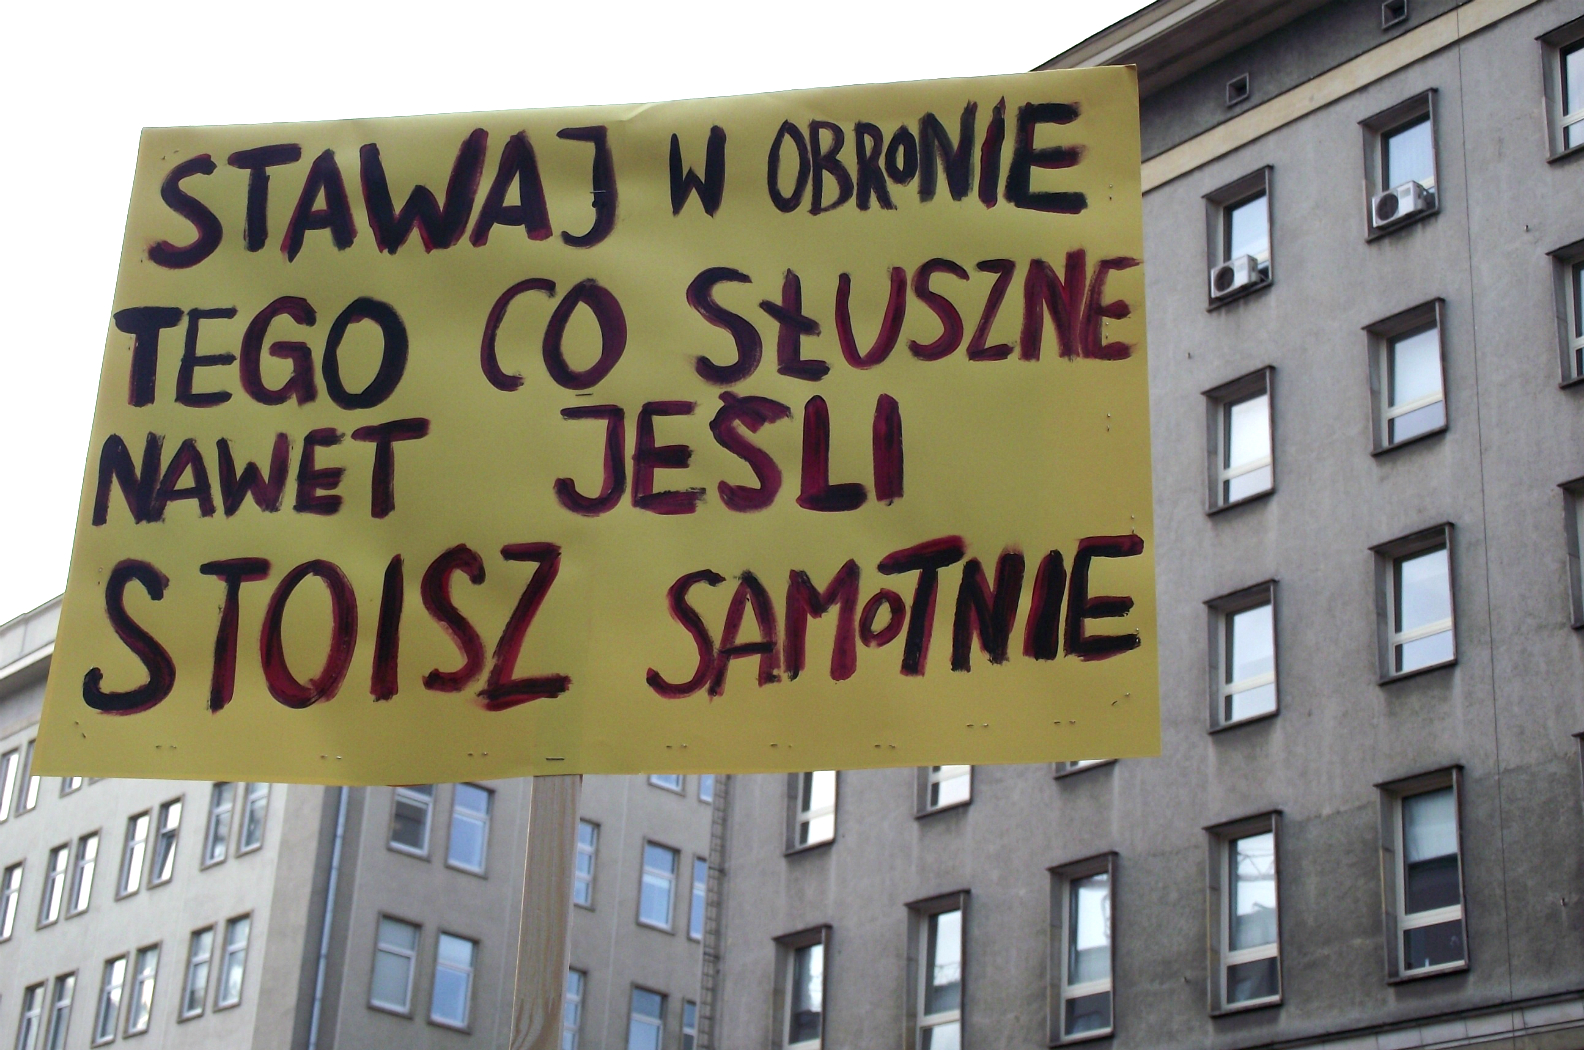 STAWAJ W OBRONIE
TEGO CO SŁUSZNE
NAWET JEŚLI
STOISZ SAMOTNIE